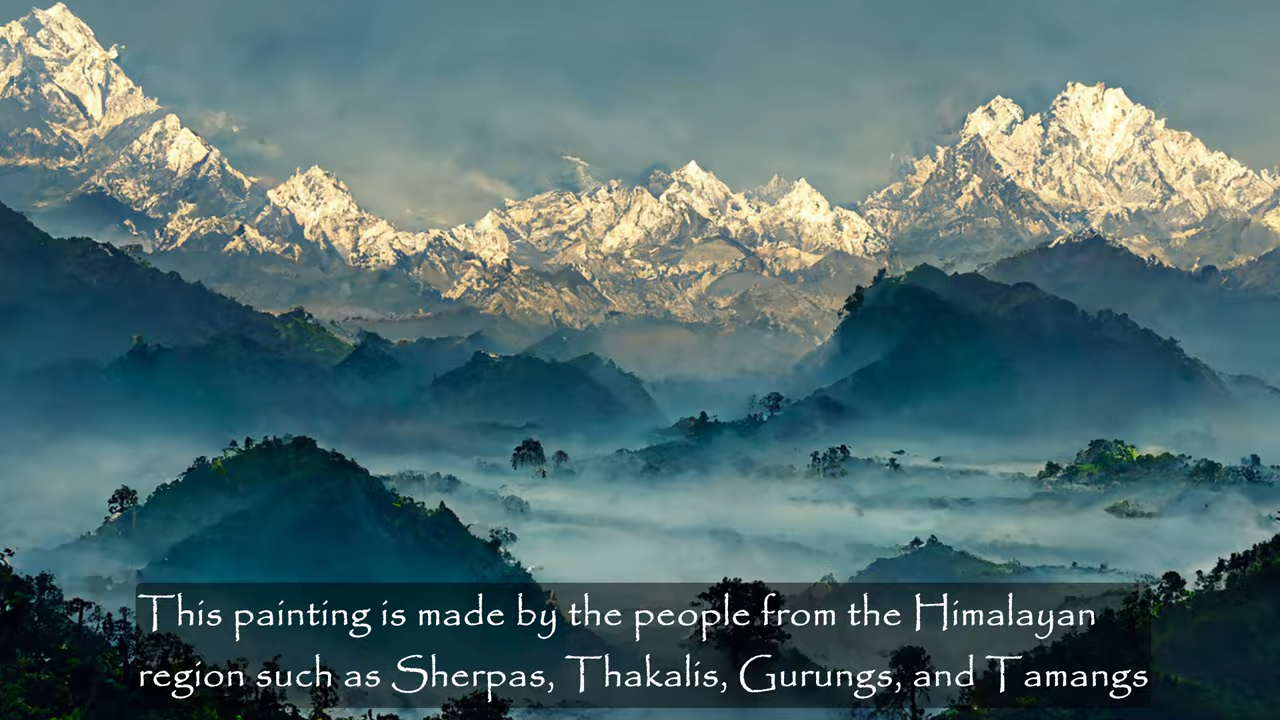 This painting is made by the people from the Himalayan
region such as Sherpas, Thakalis, Gurungs, and Tamangs